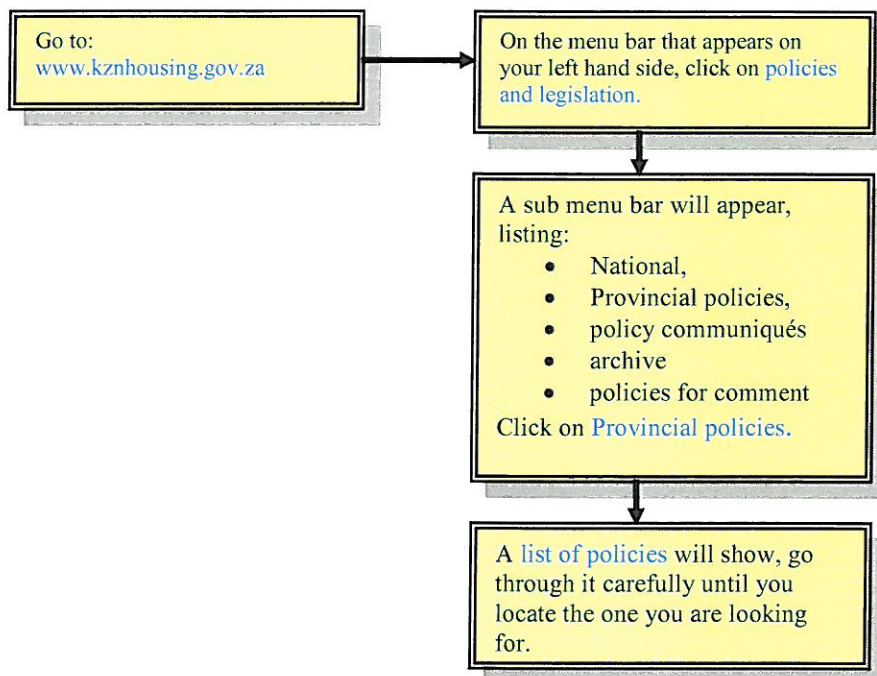 Go to:
www.kznhousing.gov.za
On the menu bar that appears on
your left hand side, click on policies
and legislation.
A sub menu bar will appear,
listing:
• National,
• Provincial policies,
• policy communiqués
• archive
• policies for comment
Click on Provincial policies.
A list of policies will show, go
through it carefully until you
locate the one you are looking
for.